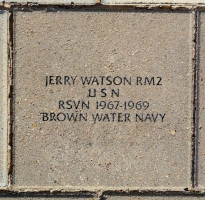 JERRY WATSON RM2
U S N
RSVN 1967-1969
BROWN WATER NAVY